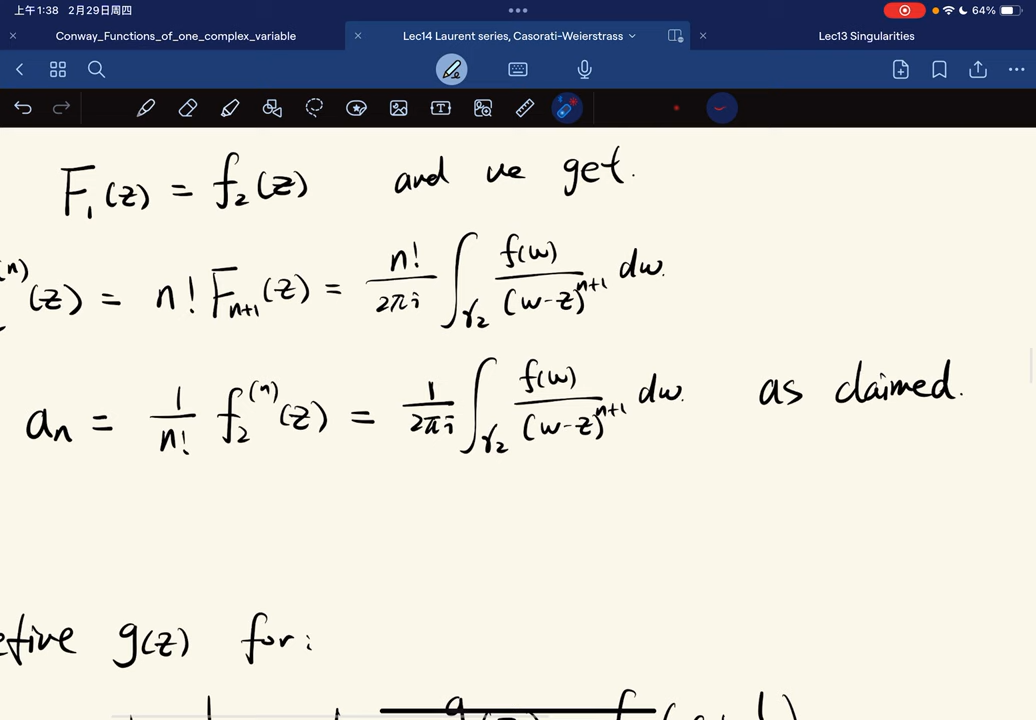 上午1:38 2月29日周四
64%
Conway_Functions_of_one_complex_variable
Lec14 Laurent series, Casorati-Weierstrass
Lec13 Singularities
F₁(z) = f₂(z) and we get.
⁽ⁿ⁾(z) = n! Fₙ₊₁(z) = n!/2πi ∫_γ₂ f(w)/(w-z)ⁿ⁺¹ dw.
aₙ = 1/n! f₂⁽ⁿ⁾(z) = 1/2πi ∫_γ₂ f(w)/(w-z)ⁿ⁺¹ dw. as claimed.
efine g(z) for: